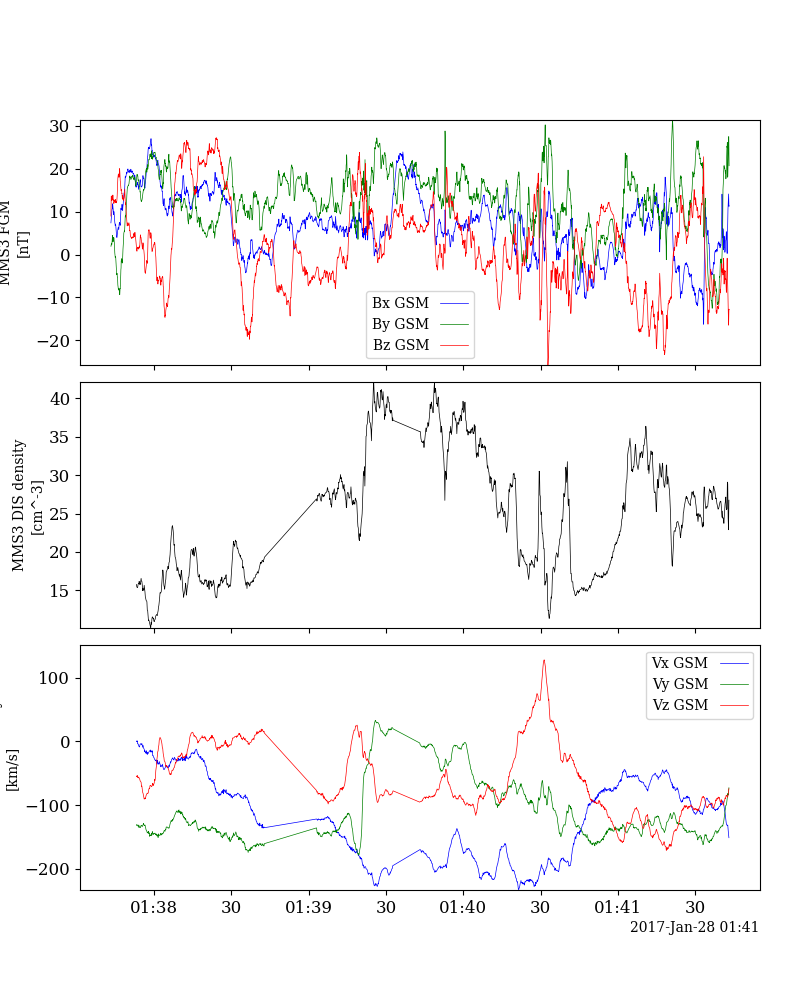 MMS3 FGM
[nT]
30
20
10
0
−10
−20
Bx GSM
By GSM
Bz GSM
MMS3 DIS density
[cm^-3]
40
35
30
25
20
15
[km/s]
100
0
−100
−200
Vx GSM
Vy GSM
Vz GSM
01:38
30
01:39
30
01:40
30
01:41
30
2017-Jan-28 01:41